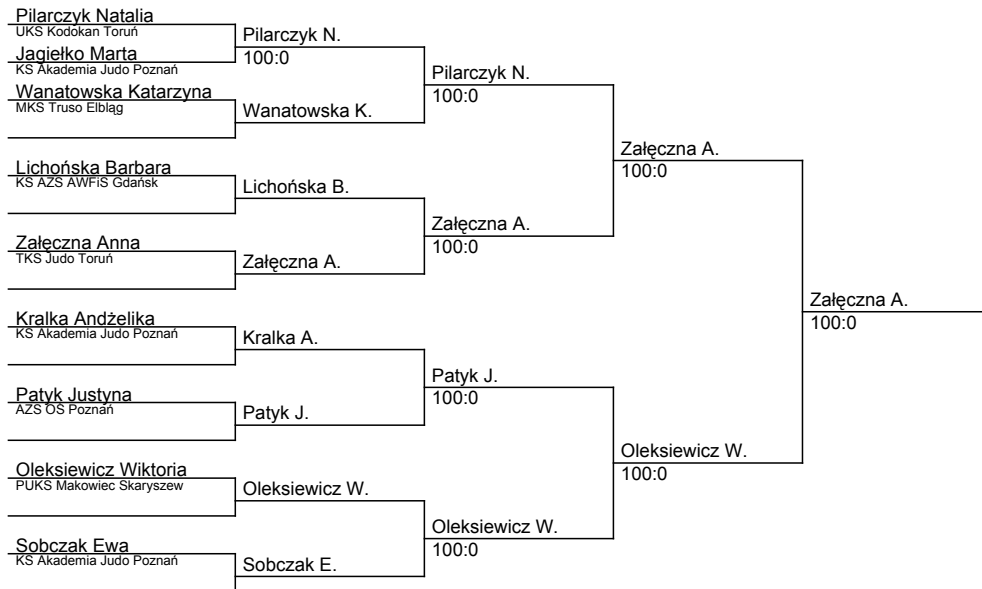 Pilarczyk Natalia
UKS Kodokan Toruń
Pilarczyk N.
Jagiełko Marta
100:0
KS Akademia Judo Poznań
Pilarczyk N.
Wanatowska Katarzyna
100:0
MKS Truso Elbląg
Wanatowska K.
Załęczna A.
Lichońska Barbara
100:0
KS AZS AWFiS Gdańsk
Lichońska B.
Załęczna A.
Załęczna Anna
100:0
TKS Judo Toruń
Załęczna A.
Załęczna A.
Kralka Andżelika
100:0
KS Akademia Judo Poznań
Kralka A.
Patyk J.
Patyk Justyna
100:0
AZS OŚ Poznań
Patyk J.
Oleksiewicz W.
Oleksiewicz Wiktoria
100:0
PUKS Makowiec Skaryszew
Oleksiewicz W.
Oleksiewicz W.
Sobczak Ewa
100:0
KS Akademia Judo Poznań
Sobczak E.